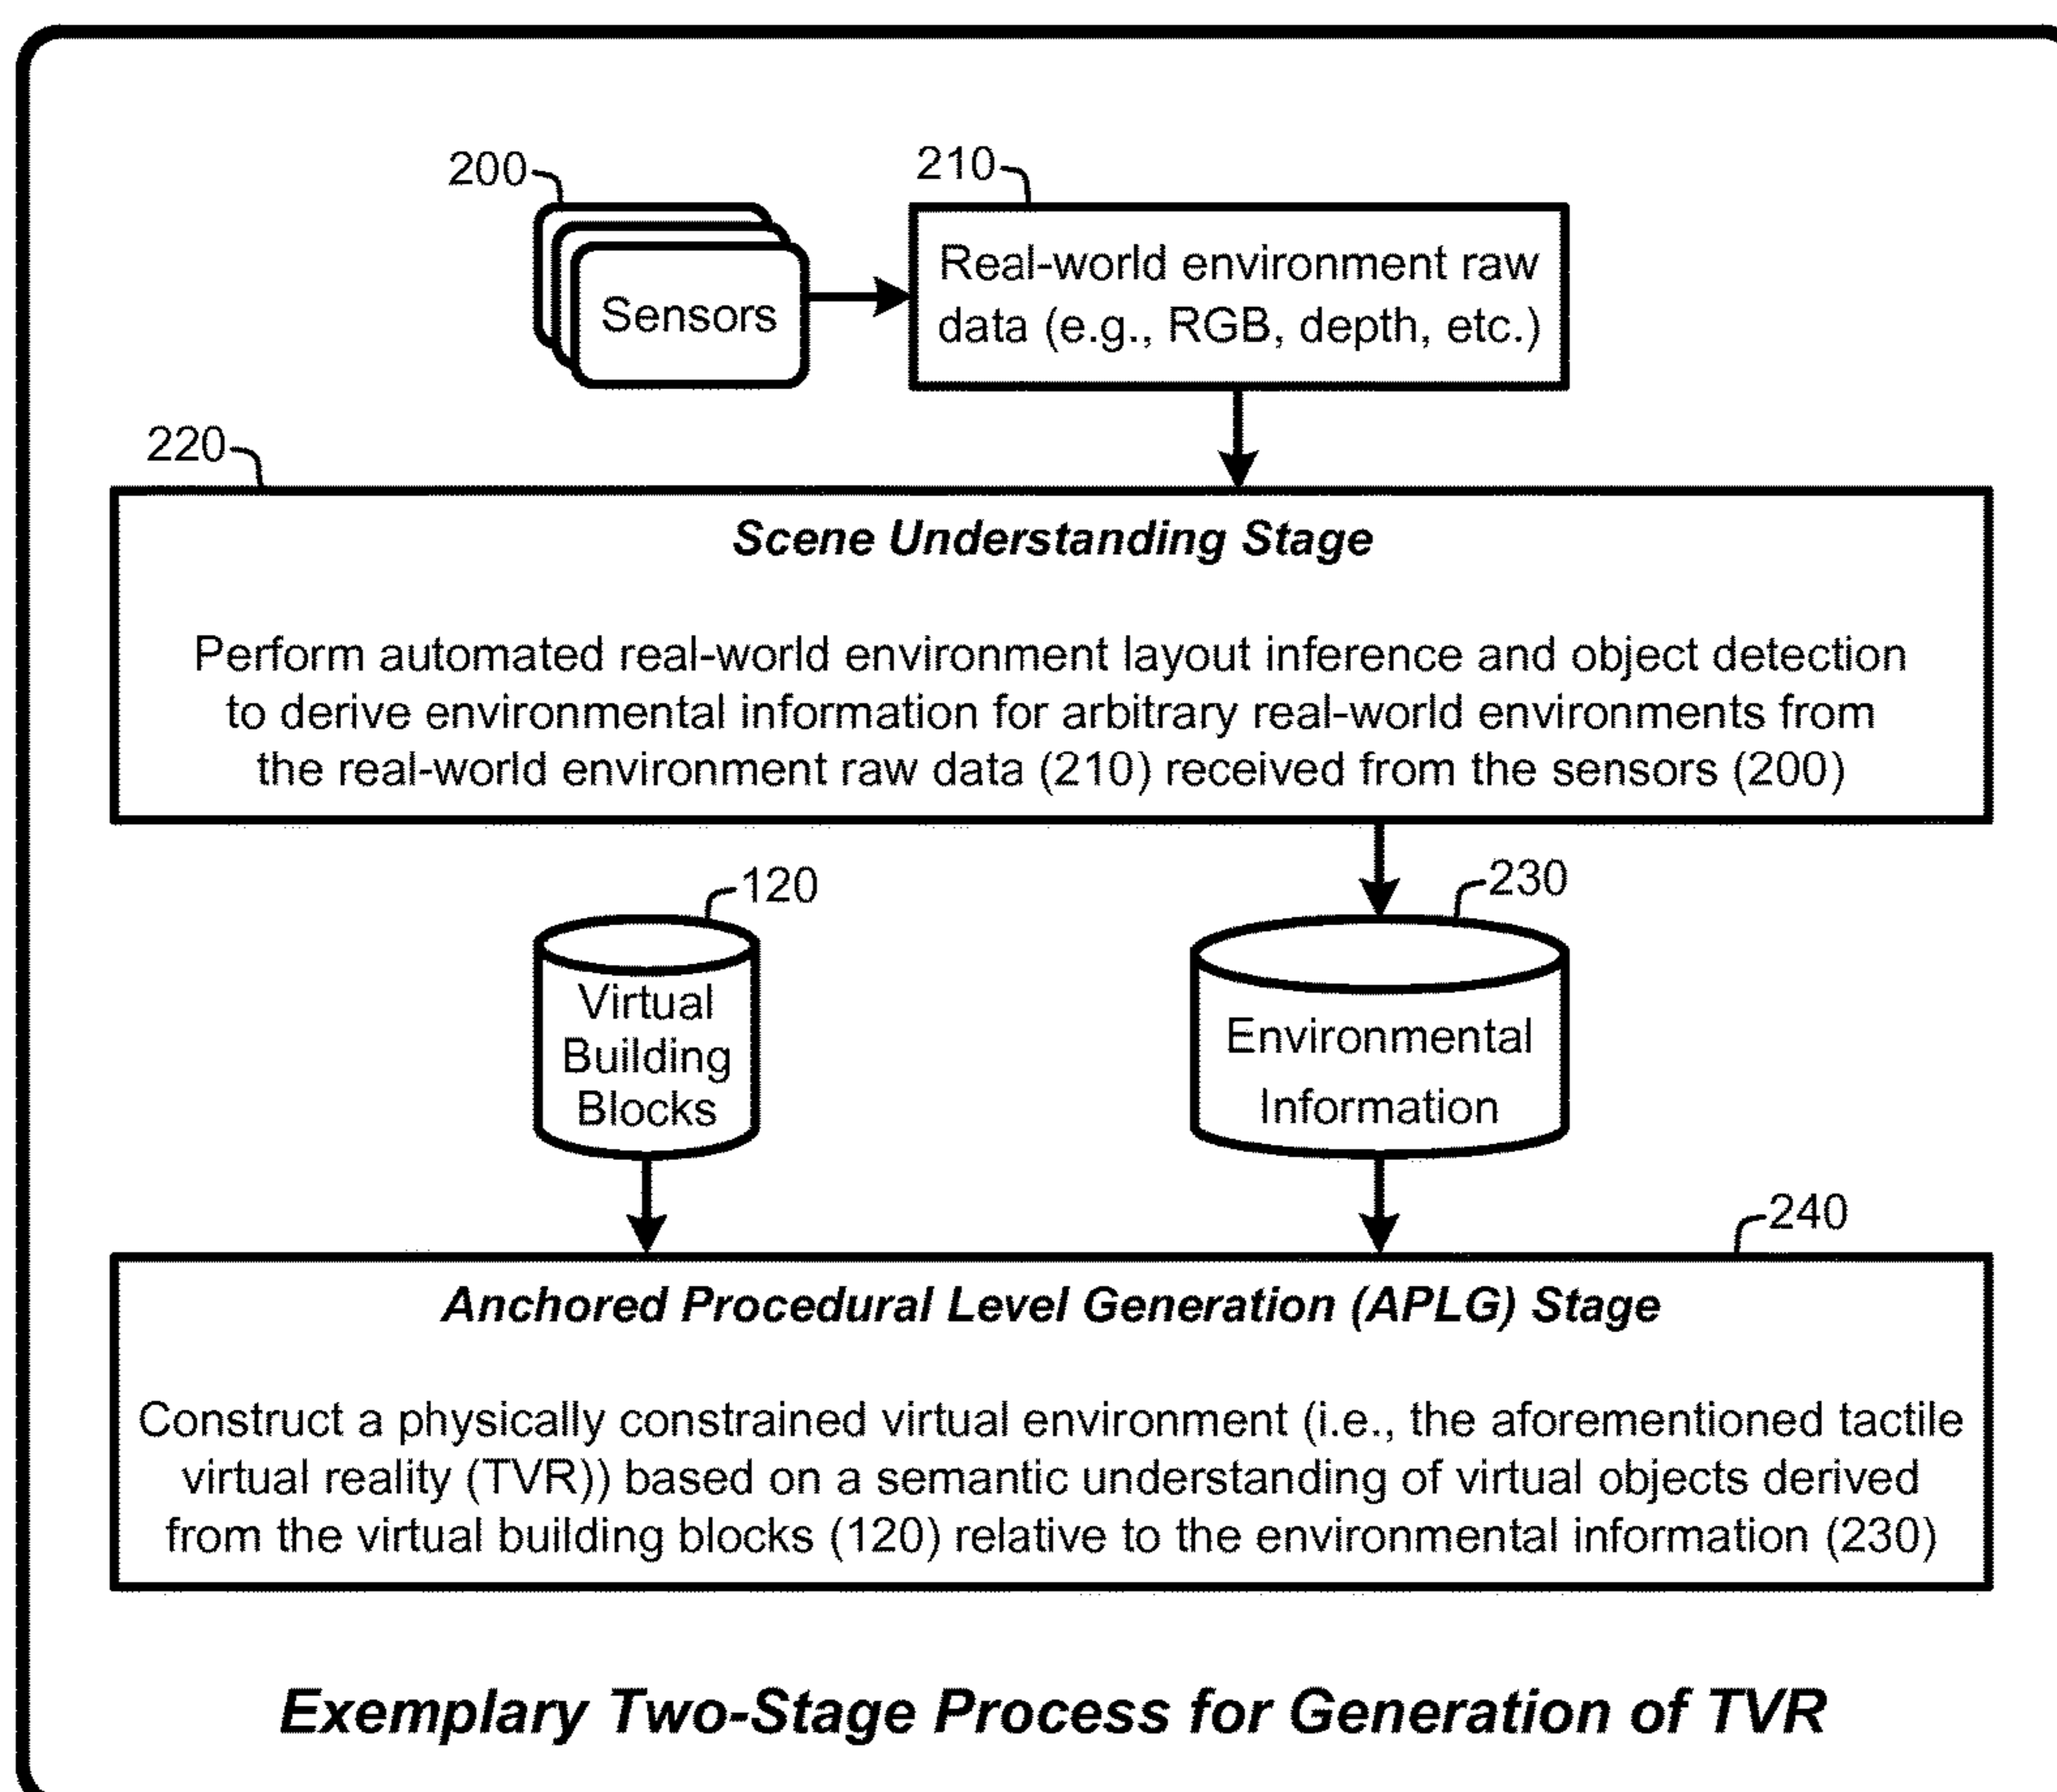 200
210
Sensors
Real-world environment raw
data (e.g., RGB, depth, etc.)
220
Scene Understanding Stage
Perform automated real-world environment layout inference and object detection
to derive environmental information for arbitrary real-world environments from
the real-world environment raw data (210) received from the sensors (200)
120
230
Virtual
Building
Blocks
Environmental
Information
240
Anchored Procedural Level Generation (APLG) Stage
Construct a physically constrained virtual environment (i.e., the aforementioned tactile
virtual reality (TVR)) based on a semantic understanding of virtual objects derived
from the virtual building blocks (120) relative to the environmental information (230)
Exemplary Two-Stage Process for Generation of TVR